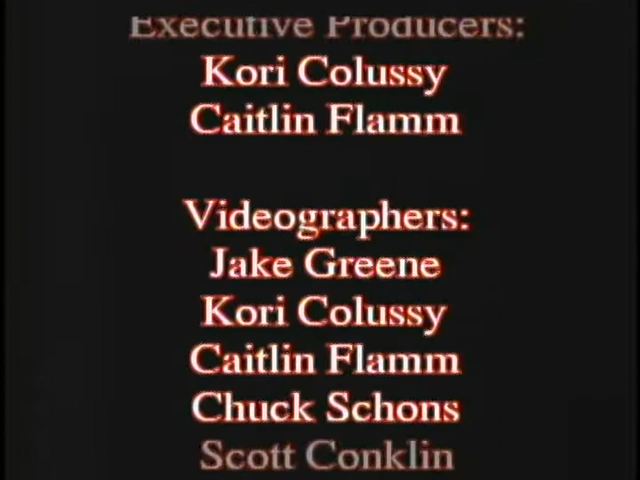 Executive Producers:
Kori Colussy
Caitlin Flamm
Videographers:
Jake Greene
Kori Colussy
Caitlin Flamm
Chuck Schons
Scott Conklin